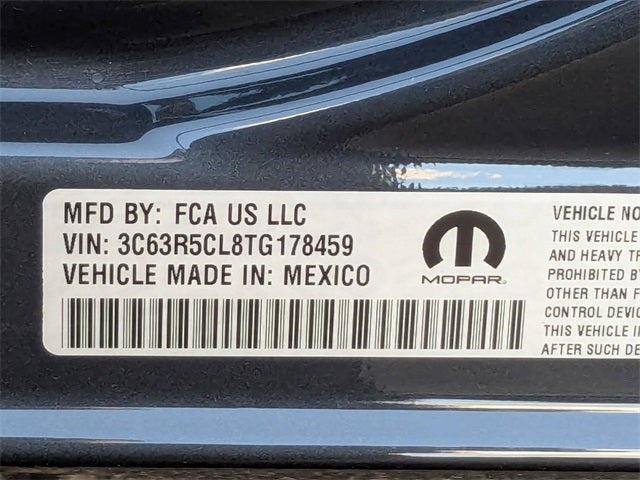 MFD BY: FCA US LLC
VIN: 3C63R5CL8TG178459
VEHICLE MADE IN: MEXICO
MOPAR
VEHICLE NO
THIS VEHICLE
AND HEAVY TR
PROHIBITED BY
OTHER THAN F
CONTROL DEVIC
THIS VEHICLE I
AFTER SUCH DE